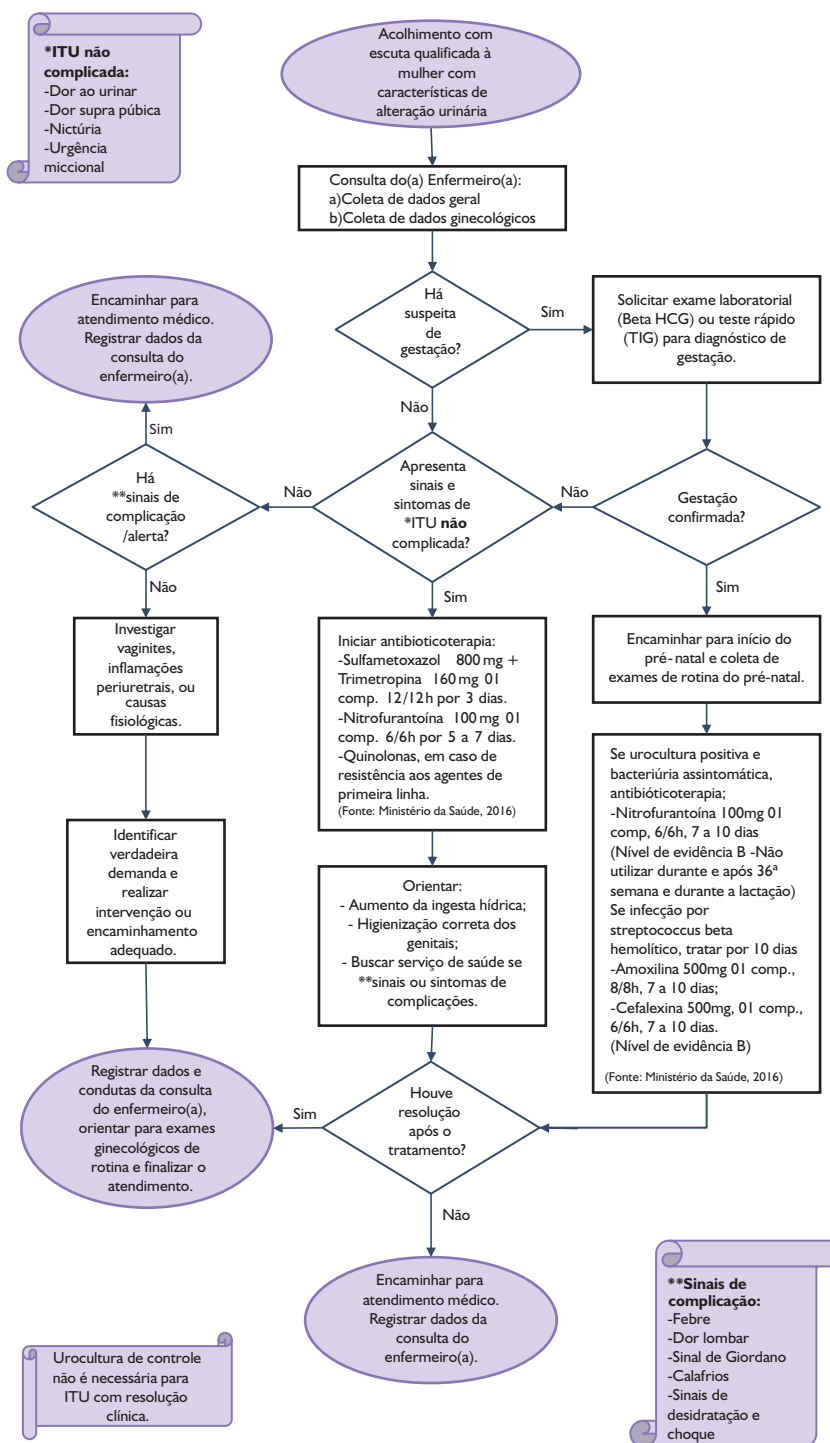 *ITU não
complicada:
-Dor ao urinar
-Dor supra púbica
-Nictúria
-Urgência
miccional
Acolhimento com
escuta qualificada à
mulher com
características de
alteração urinária
Consulta do(a) Enfermeiro(a):
a)Coleta de dados geral
b)Coleta de dados ginecológicos
Há
suspeita
de
gestação?
Sim
Não
Solicitar exame laboratorial
(Beta HCG) ou teste rápido
(TIG) para diagnóstico de
gestação.
Encaminhar para
atendimento médico.
Registrar dados da
consulta do
enfermeiro(a).
Sim
Há
**sinais de
complicação
/alerta?
Não
Apresenta
sinais e
sintomas de
*ITU não
complicada?
Não
Gestação
confirmada?
Não
Sim
Sim
Investigar
vaginites,
inflamações
periuretrais, ou
causas
fisiológicas.
Iniciar antibioticoterapia:
-Sulfametoxazol 800 mg +
Trimetropina 160 mg 01
comp. 12/12h por 3 dias.
-Nitrofurantoína 100 mg 01
comp. 6/6h por 5 a 7 dias.
-Quinolonas, em caso de
resistência aos agentes de
primeira linha.
(Fonte: Ministério da Saúde, 2016)
Encaminhar para início do
pré-natal e coleta de
exames de rotina do pré-natal.
Identificar
verdadeira
demanda e
realizar
intervenção ou
encaminhamento
adequado.
Orientar:
- Aumento da ingesta hídrica;
- Higienização correta dos
genitais;
- Buscar serviço de saúde se
**sinais ou sintomas de
complicações.
Se urocultura positiva e
bacteriúria assintomática,
antibióticoterapia;
-Nitrofurantoína 100mg 01
comp, 6/6h, 7 a 10 dias
(Nível de evidência B -Não
utilizar durante e após 36ª
semana e durante a lactação)
Se infecção por
streptococcus beta
hemolítico, tratar por 10 dias
-Amoxilina 500mg 01 comp.,
8/8h, 7 a 10 dias;
-Cefalexina 500mg, 01 comp.,
6/6h, 7 a 10 dias.
(Nível de evidência B)
(Fonte: Ministério da Saúde, 2016)
Registrar dados e
condutas da consulta
do enfermeiro(a),
orientar para exames
ginecológicos de
rotina e finalizar o
atendimento.
Sim
Houve
resolução
após o
tratamento?
Não
Encaminhar para
atendimento médico.
Registrar dados da
consulta do
enfermeiro(a).
Urocultura de controle
não é necessária para
ITU com resolução
clínica.
**Sinais de
complicação:
-Febre
-Dor lombar
-Sinal de Giordano
-Calafrios
-Sinais de
desidratação e
choque